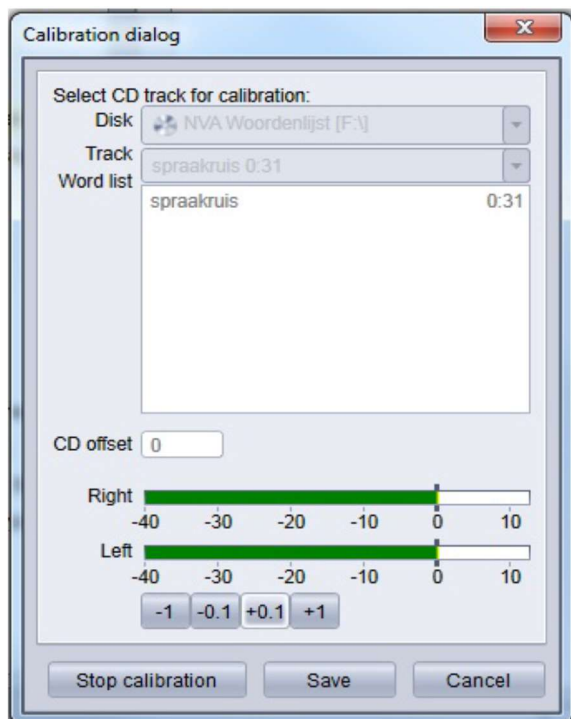 Calibration dialog
Select CD track for calibration:
Disk NVA Woordenlijst [F:\]
Track spraakruis 0:31
Word list
spraakruis 0:31
CD offset 0
Right
-40 -30 -20 -10 0 10
Left
-40 -30 -20 -10 0 10
-1 -0.1 +0.1 +1
Stop calibration Save Cancel